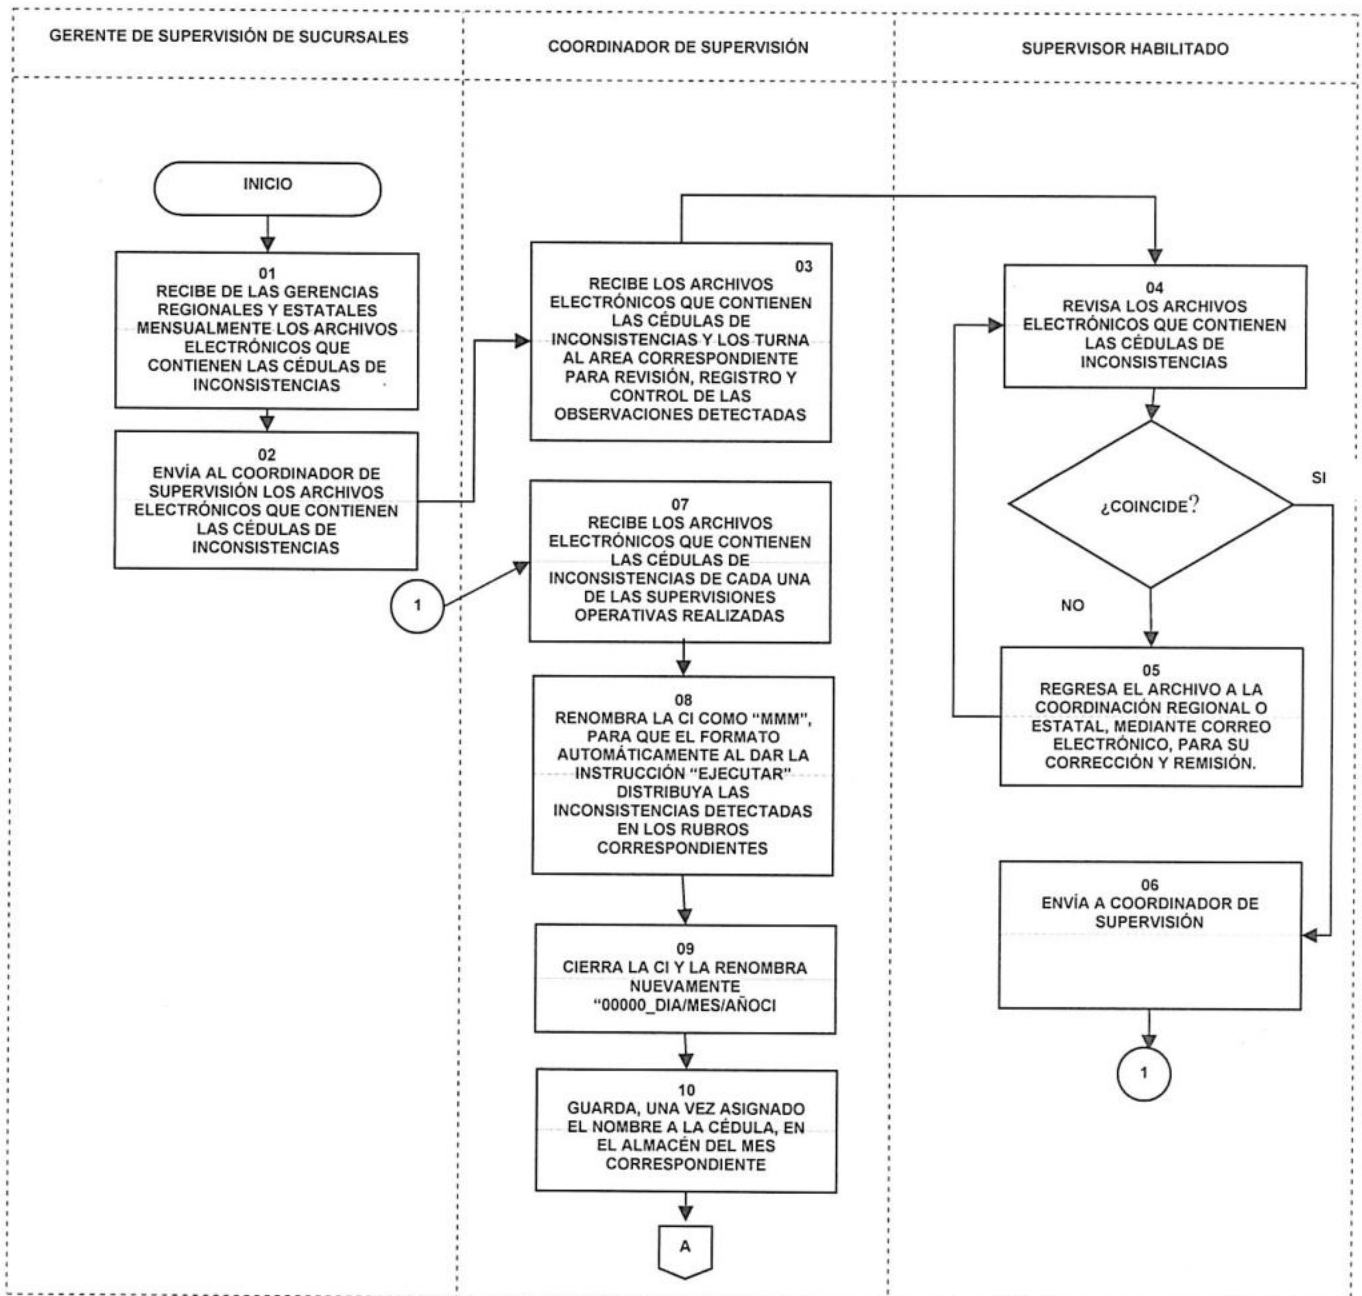 GERENTE DE SUPERVISIÓN DE SUCURSALES
COORDINADOR DE SUPERVISIÓN
SUPERVISOR HABILITADO
INICIO
01
RECIBE DE LAS GERENCIAS
REGIONALES Y ESTATALES
MENSUALMENTE LOS ARCHIVOS
ELECTRÓNICOS QUE
CONTIENEN LAS CÉDULAS DE
INCONSISTENCIAS
02
ENVÍA AL COORDINADOR DE
SUPERVISIÓN LOS ARCHIVOS
ELECTRÓNICOS QUE CONTIENEN
LAS CÉDULAS DE
INCONSISTENCIAS
03
RECIBE LOS ARCHIVOS
ELECTRÓNICOS QUE CONTIENEN
LAS CÉDULAS DE
INCONSISTENCIAS Y LOS TURNA
AL AREA CORRESPONDIENTE
PARA REVISIÓN, REGISTRO Y
CONTROL DE LAS
OBSERVACIONES DETECTADAS
04
REVISA LOS ARCHIVOS
ELECTRÓNICOS QUE CONTIENEN
LAS CÉDULAS DE
INCONSISTENCIAS
¿COINCIDE?
SI
NO
05
REGRESA EL ARCHIVO A LA
COORDINACIÓN REGIONAL O
ESTATAL, MEDIANTE CORREO
ELECTRÓNICO, PARA SU
CORRECCIÓN Y REMISIÓN.
06
ENVÍA A COORDINADOR DE
SUPERVISIÓN
1
1
07
RECIBE LOS ARCHIVOS
ELECTRÓNICOS QUE CONTIENEN
LAS CÉDULAS DE
INCONSISTENCIAS DE CADA UNA
DE LAS SUPERVISIONES
OPERATIVAS REALIZADAS
08
RENOMBRA LA CI COMO “MMM”,
PARA QUE EL FORMATO
AUTOMÁTICAMENTE AL DAR LA
INSTRUCCIÓN “EJECUTAR”
DISTRIBUYA LAS
INCONSISTENCIAS DETECTADAS
EN LOS RUBROS
CORRESPONDIENTES
09
CIERRA LA CI Y LA RENOMBRA
NUEVAMENTE
“00000_DIA/MES/AÑOCI
10
GUARDA, UNA VEZ ASIGNADO
EL NOMBRE A LA CÉDULA, EN
EL ALMACÉN DEL MES
CORRESPONDIENTE
A